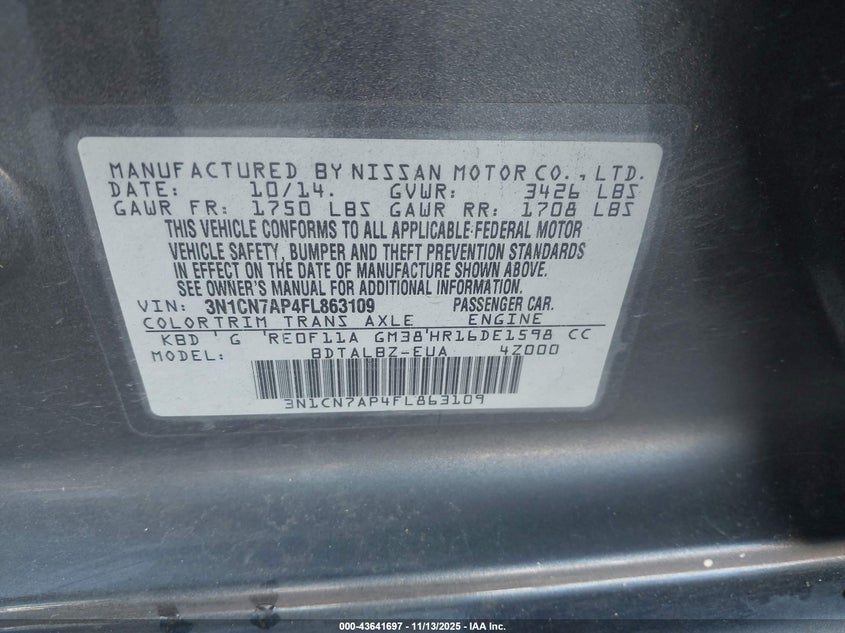 MANUFACTURED BY NISSAN MOTOR CO., LTD.
DATE: 10/14. GVWR: 3426 LBS
GAWR FR: 1750 LBS GAWR RR: 1708 LBS
THIS VEHICLE CONFORMS TO ALL APPLICABLE FEDERAL MOTOR
VEHICLE SAFETY, BUMPER AND THEFT PREVENTION STANDARDS
IN EFFECT ON THE DATE OF MANUFACTURE SHOWN ABOVE.
SEE OWNER'S MANUAL FOR ADDITIONAL INFORMATION.
VIN: 3N1CN7AP4FL863109 PASSENGER CAR.
COLOR TRIM TRANS AXLE ENGINE
KBD G RE0F11A GM38 HR16DE1598 CC
MODEL: BDTALBZ-EUA 4Z000
3N1CN7AP4FL863109
000-43641697 - 11/13/2025 - IAA Inc.